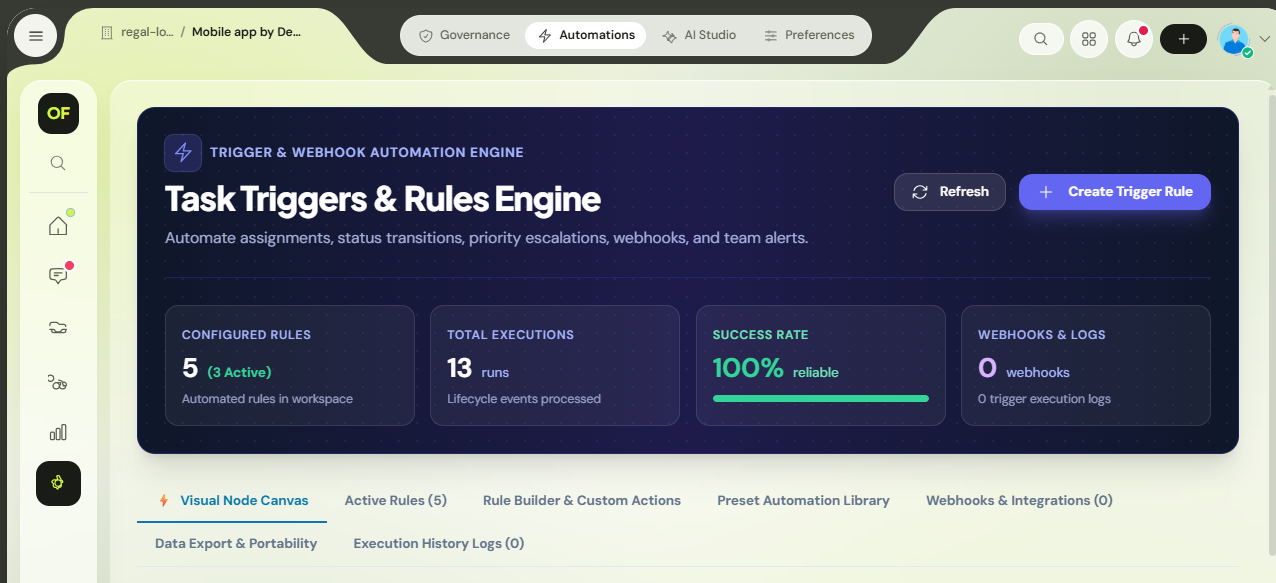 regal-lo... / Mobile app by De...
Governance
Automations
AI Studio
Preferences
OF
TRIGGER & WEBHOOK AUTOMATION ENGINE
Task Triggers & Rules Engine
Automate assignments, status transitions, priority escalations, webhooks, and team alerts.
Refresh
Create Trigger Rule
CONFIGURED RULES
5 (3 Active)
Automated rules in workspace
TOTAL EXECUTIONS
13 runs
Lifecycle events processed
SUCCESS RATE
100% reliable
WEBHOOKS & LOGS
0 webhooks
0 trigger execution logs
Visual Node Canvas
Active Rules (5)
Rule Builder & Custom Actions
Preset Automation Library
Webhooks & Integrations (0)
Data Export & Portability
Execution History Logs (0)